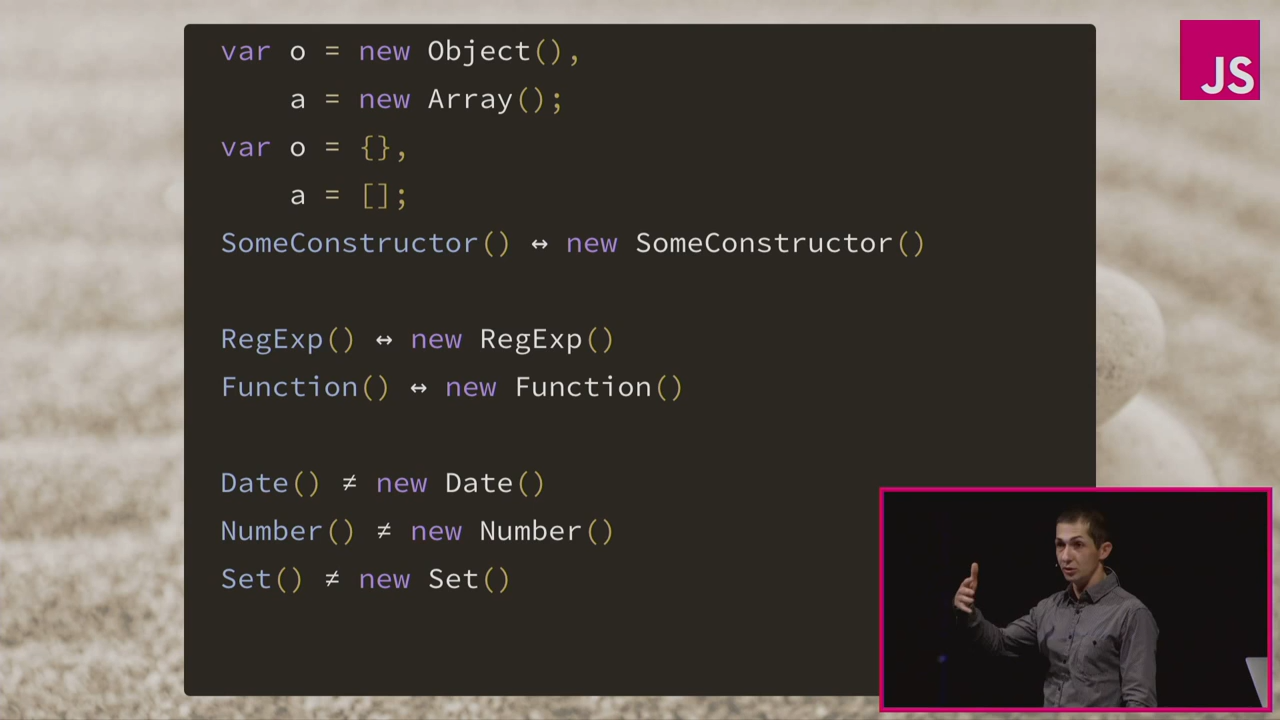 var o = new Object(),
    a = new Array();
var o = {},
    a = [];
SomeConstructor() ↔ new SomeConstructor()
RegExp() ↔ new RegExp()
Function() ↔ new Function()
Date() ≠ new Date()
Number() ≠ new Number()
Set() ≠ new Set()
JS